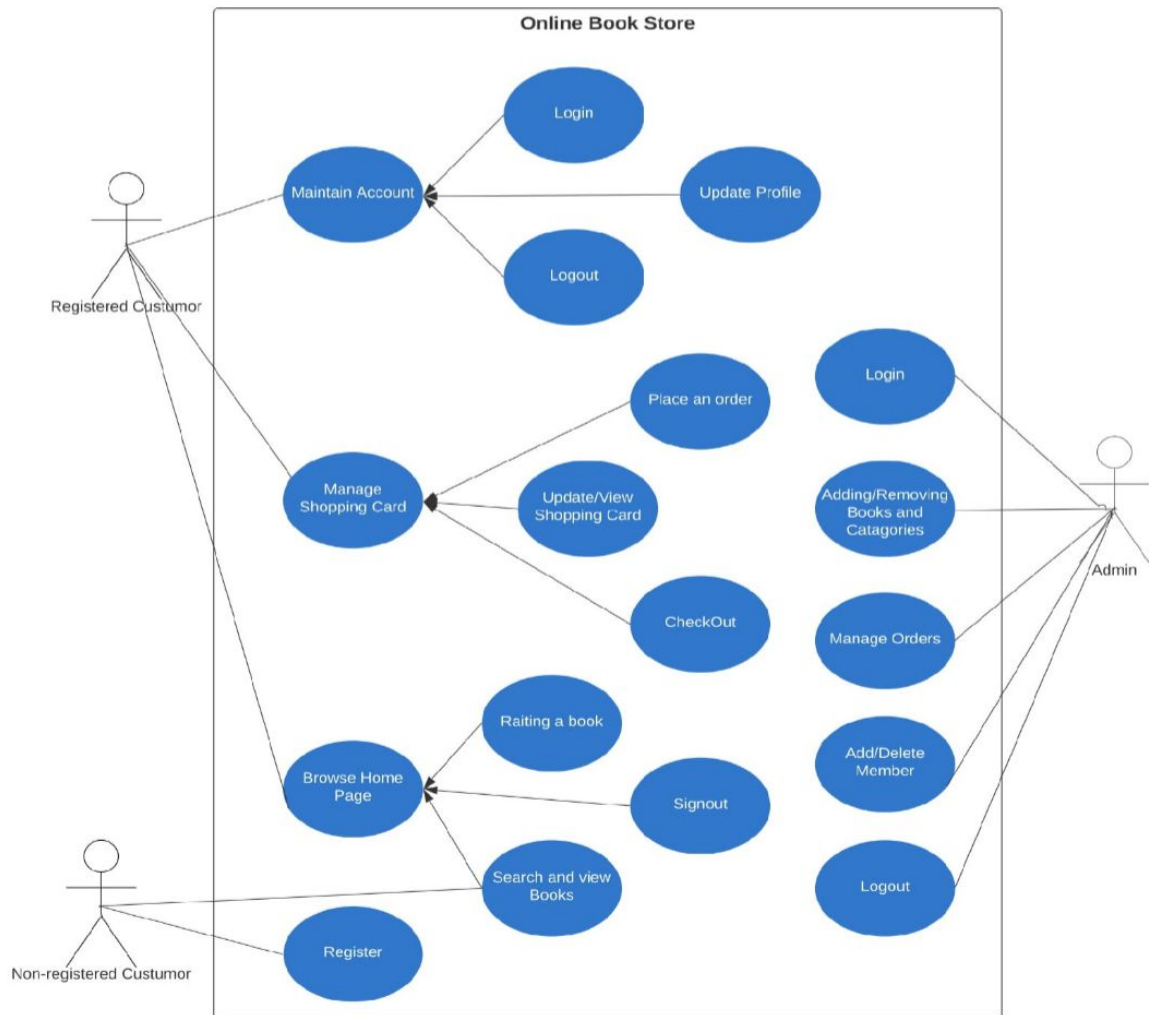 Online Book Store
Login
Maintain Account
Update Profile
Logout
Registered Custumor
Login
Place an order
Manage
Shopping Card
Update/View
Shopping Card
Adding/Removing
Books and
Catagories
Admin
CheckOut
Manage Orders
Raiting a book
Browse Home
Page
Add/Delete
Member
Signout
Search and view
Books
Logout
Register
Non-registered Custumor